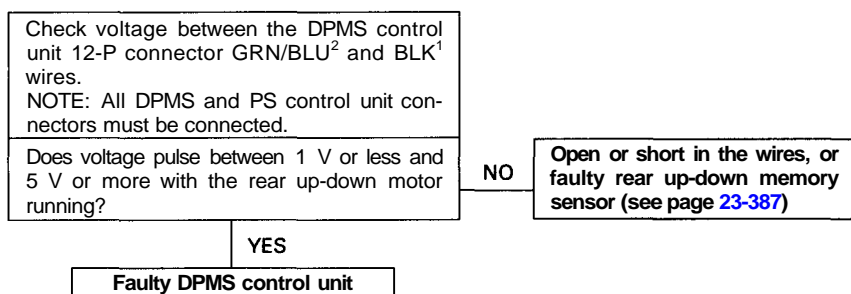 Check voltage between the DPMS control
unit 12-P connector GRN/BLU² and BLK¹
wires.
NOTE: All DPMS and PS control unit con-
nectors must be connected.
Does voltage pulse between 1 V or less and
5 V or more with the rear up-down motor
running?
NO
Open or short in the wires, or
faulty rear up-down memory
sensor (see page 23-387)
YES
Faulty DPMS control unit